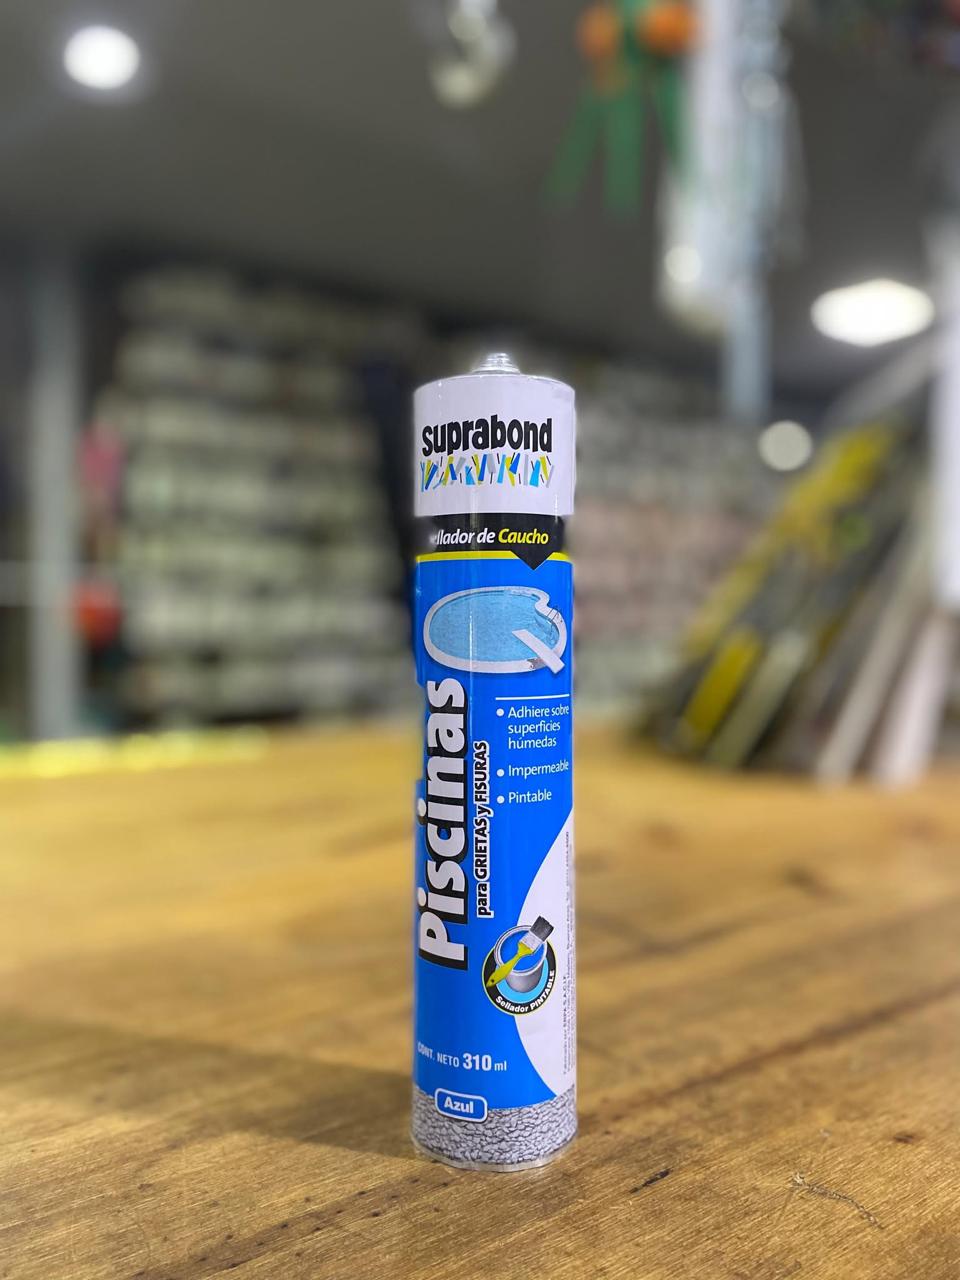 suprabond
llador de Caucho
Piscinas
para GRIETAS y FISURAS
• Adhiere sobre
superficies
húmedas
• Impermeable
• Pintable
Sellador PINTABLE
CONT. NETO 310 ml
Azul